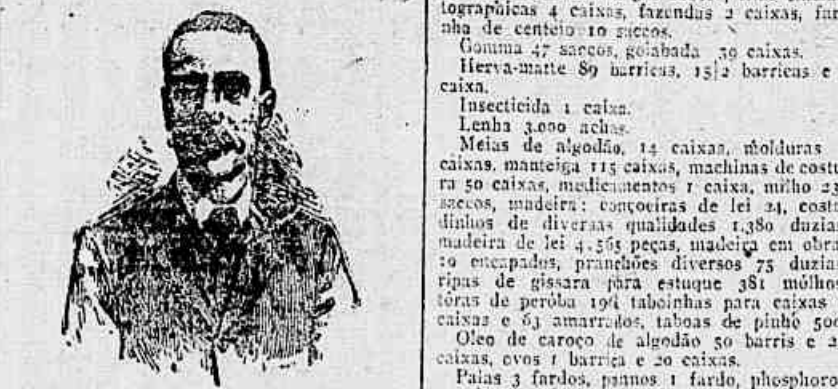 tographicas 4 caixas, fazendas 2 caixas, fari
nha de centeio 10 saccos.
Gomma 47 saccos, goiabada 30 caixas.
Herva-matte 89 barricas, 15|2 barricas e
caixa.
Insecticida 1 caixa.
Lenha 3.000 achas.
Meias de algodão, 14 caixas, molduras
caixas, manteiga 115 caixas, machinas de costu
ra 50 caixas, medicamentos 1 caixa, milho 23
saccos, madeira: conçoeiras de lei 24, costa
dinhos de diversas qualidades 1.380 duzias
madeira de lei 4.565 peças, madeira em obra
10 encapados, pranchões diversos 75 duzias
ripas de gissara para estuque 381 mólhos
tóras de peróba 194 taboinhas para caixas
caixas e 63 amarrados, taboas de pinho 500
Oleo de caroço de algodão 50 barris e 2
caixas, ovos 1 barrica e 20 caixas.
Palas 3 fardos, pannos 1 fardo, phosphoro